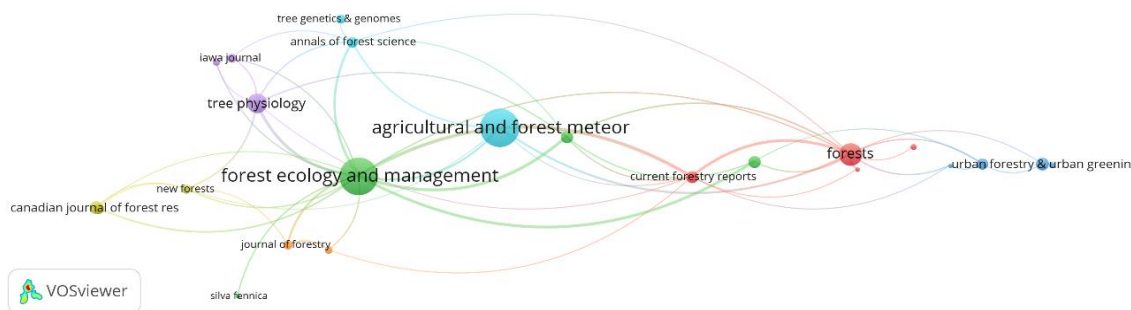 tree genetics & genomes
annals of forest science
iawa journal
tree physiology
agricultural and forest meteor
forests
urban forestry & urban greenin
forest ecology and management
current forestry reports
new forests
canadian journal of forest res
journal of forestry
silva fennica
VOSviewer